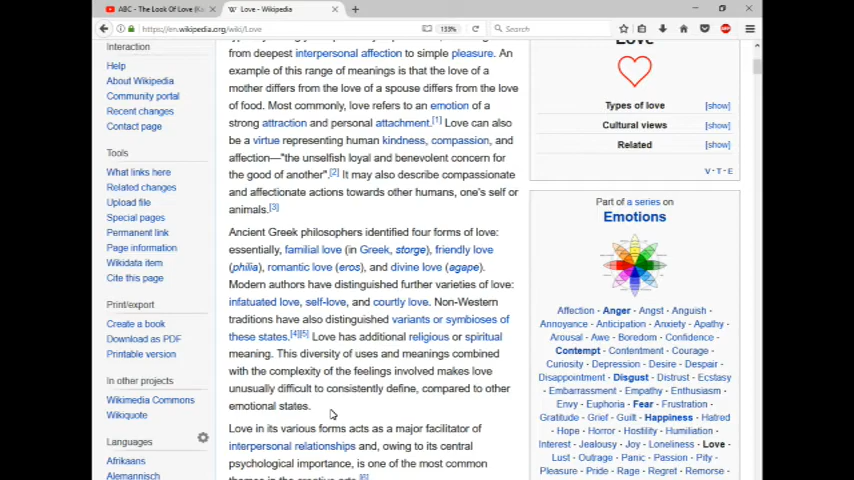 ABC - The Look Of Love (Ka
Love - Wikipedia
https://en.wikipedia.org/wiki/Love
133%
Search
Interaction
Help
About Wikipedia
Community portal
Recent changes
Contact page
Tools
What links here
Related changes
Upload file
Special pages
Permanent link
Page information
Wikidata item
Cite this page
Print/export
Create a book
Download as PDF
Printable version
In other projects
Wikimedia Commons
Wikiquote
Languages
Afrikaans
Alemannisch
from deepest interpersonal affection to simple pleasure. An
example of this range of meanings is that the love of a
mother differs from the love of a spouse differs from the love
of food. Most commonly, love refers to an emotion of a
strong attraction and personal attachment.[1] Love can also
be a virtue representing human kindness, compassion, and
affection—"the unselfish loyal and benevolent concern for
the good of another".[2] It may also describe compassionate
and affectionate actions towards other humans, one's self or
animals.[3]
Ancient Greek philosophers identified four forms of love:
essentially, familial love (in Greek, storge), friendly love
(philia), romantic love (eros), and divine love (agape).
Modern authors have distinguished further varieties of love:
infatuated love, self-love, and courtly love. Non-Western
traditions have also distinguished variants or symbioses of
these states.[4][5] Love has additional religious or spiritual
meaning. This diversity of uses and meanings combined
with the complexity of the feelings involved makes love
unusually difficult to consistently define, compared to other
emotional states.
Love in its various forms acts as a major facilitator of
interpersonal relationships and, owing to its central
psychological importance, is one of the most common
themes in the creative arts.[6]
Love
Types of love [show]
Cultural views [show]
Related [show]
V · T · E
Part of a series on
Emotions
Affection · Anger · Angst · Anguish ·
Annoyance · Anticipation · Anxiety · Apathy ·
Arousal · Awe · Boredom · Confidence ·
Contempt · Contentment · Courage ·
Curiosity · Depression · Desire · Despair ·
Disappointment · Disgust · Distrust · Ecstasy
· Embarrassment · Empathy · Enthusiasm ·
Envy · Euphoria · Fear · Frustration ·
Gratitude · Grief · Guilt · Happiness · Hatred
· Hope · Horror · Hostility · Humiliation ·
Interest · Jealousy · Joy · Loneliness · Love ·
Lust · Outrage · Panic · Passion · Pity ·
Pleasure · Pride · Rage · Regret · Remorse ·